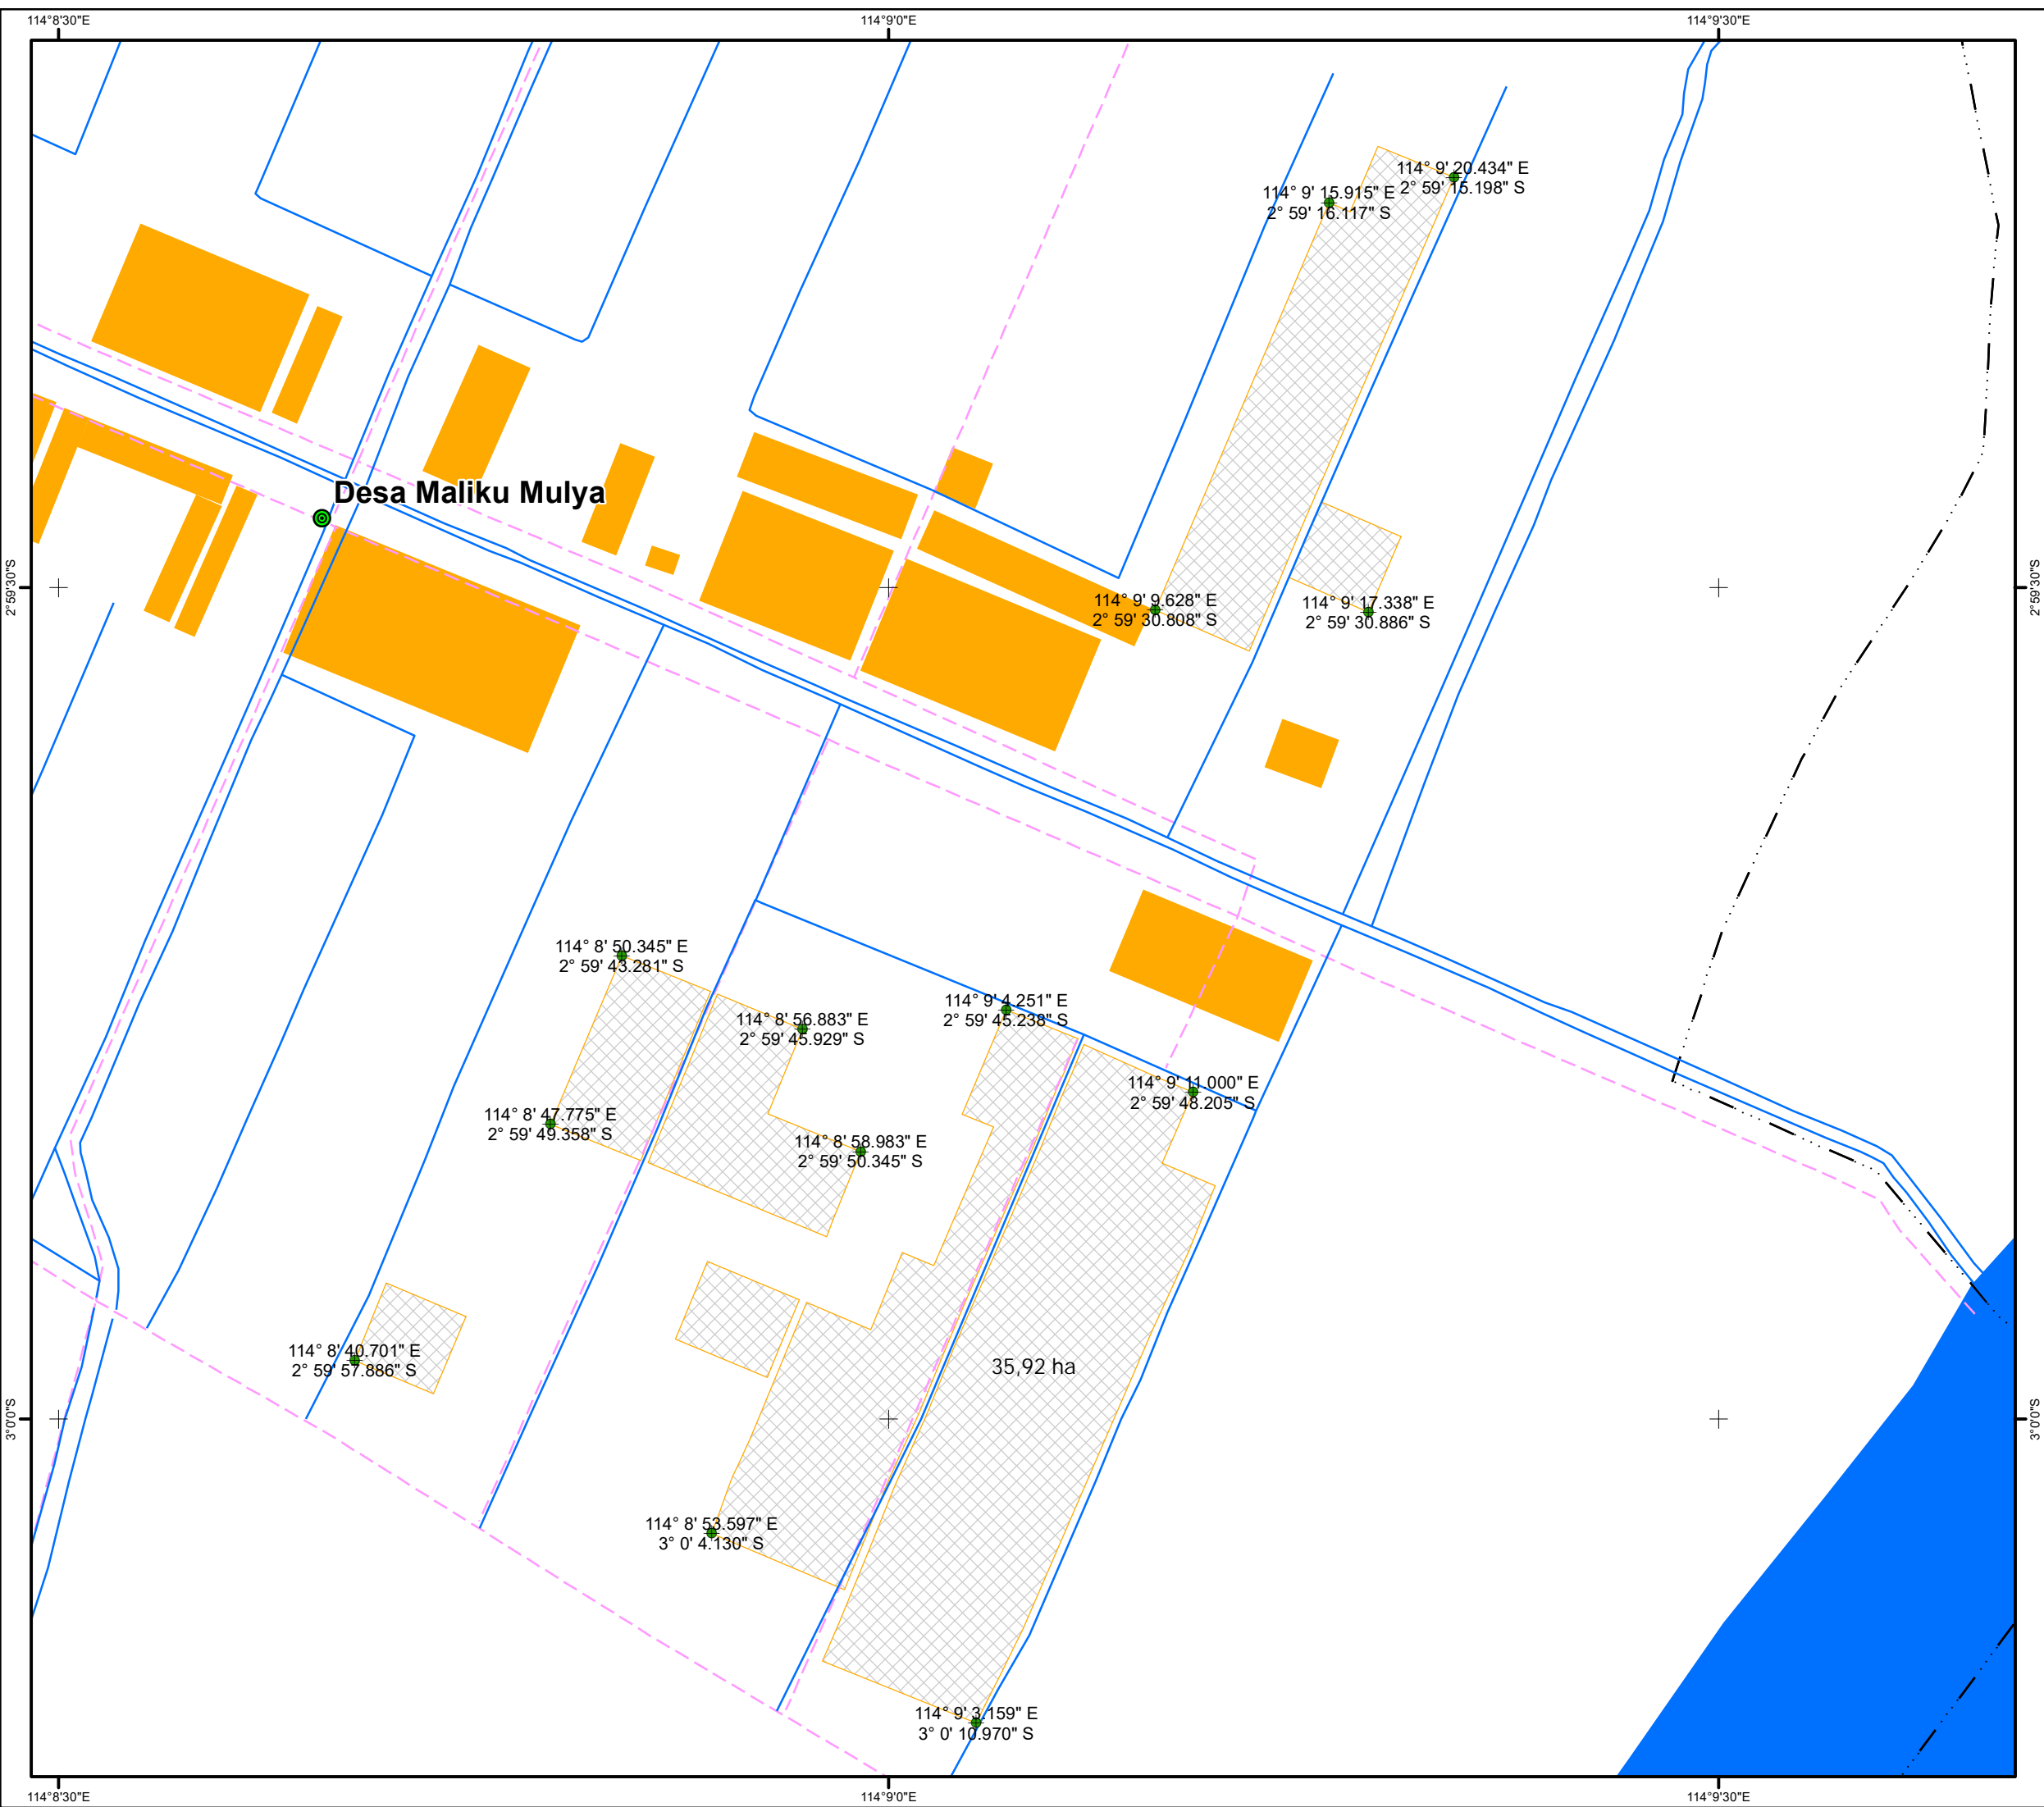 114°8'30"E
114°9'0"E
114°9'30"E
114° 9' 20.434" E
2° 59' 15.198" S
114° 9' 15.915" E
2° 59' 16.117" S
Desa Maliku Mulya
2°59'30"S
2°59'30"S
114° 9' 9.628" E
2° 59' 30.808" S
114° 9' 17.338" E
2° 59' 30.886" S
114° 8' 50.345" E
2° 59' 43.281" S
114° 8' 56.883" E
2° 59' 45.929" S
114° 9' 4.251" E
2° 59' 45.238" S
114° 9' 11.000" E
2° 59' 48.205" S
114° 8' 47.775" E
2° 59' 49.358" S
114° 8' 58.983" E
2° 59' 50.345" S
114° 8' 40.701" E
2° 59' 57.886" S
35,92 ha
3°0'0"S
3°0'0"S
114° 8' 53.597" E
3° 0' 4.130" S
114° 9' 3.159" E
3° 0' 10.970" S
114°8'30"E
114°9'0"E
114°9'30"E